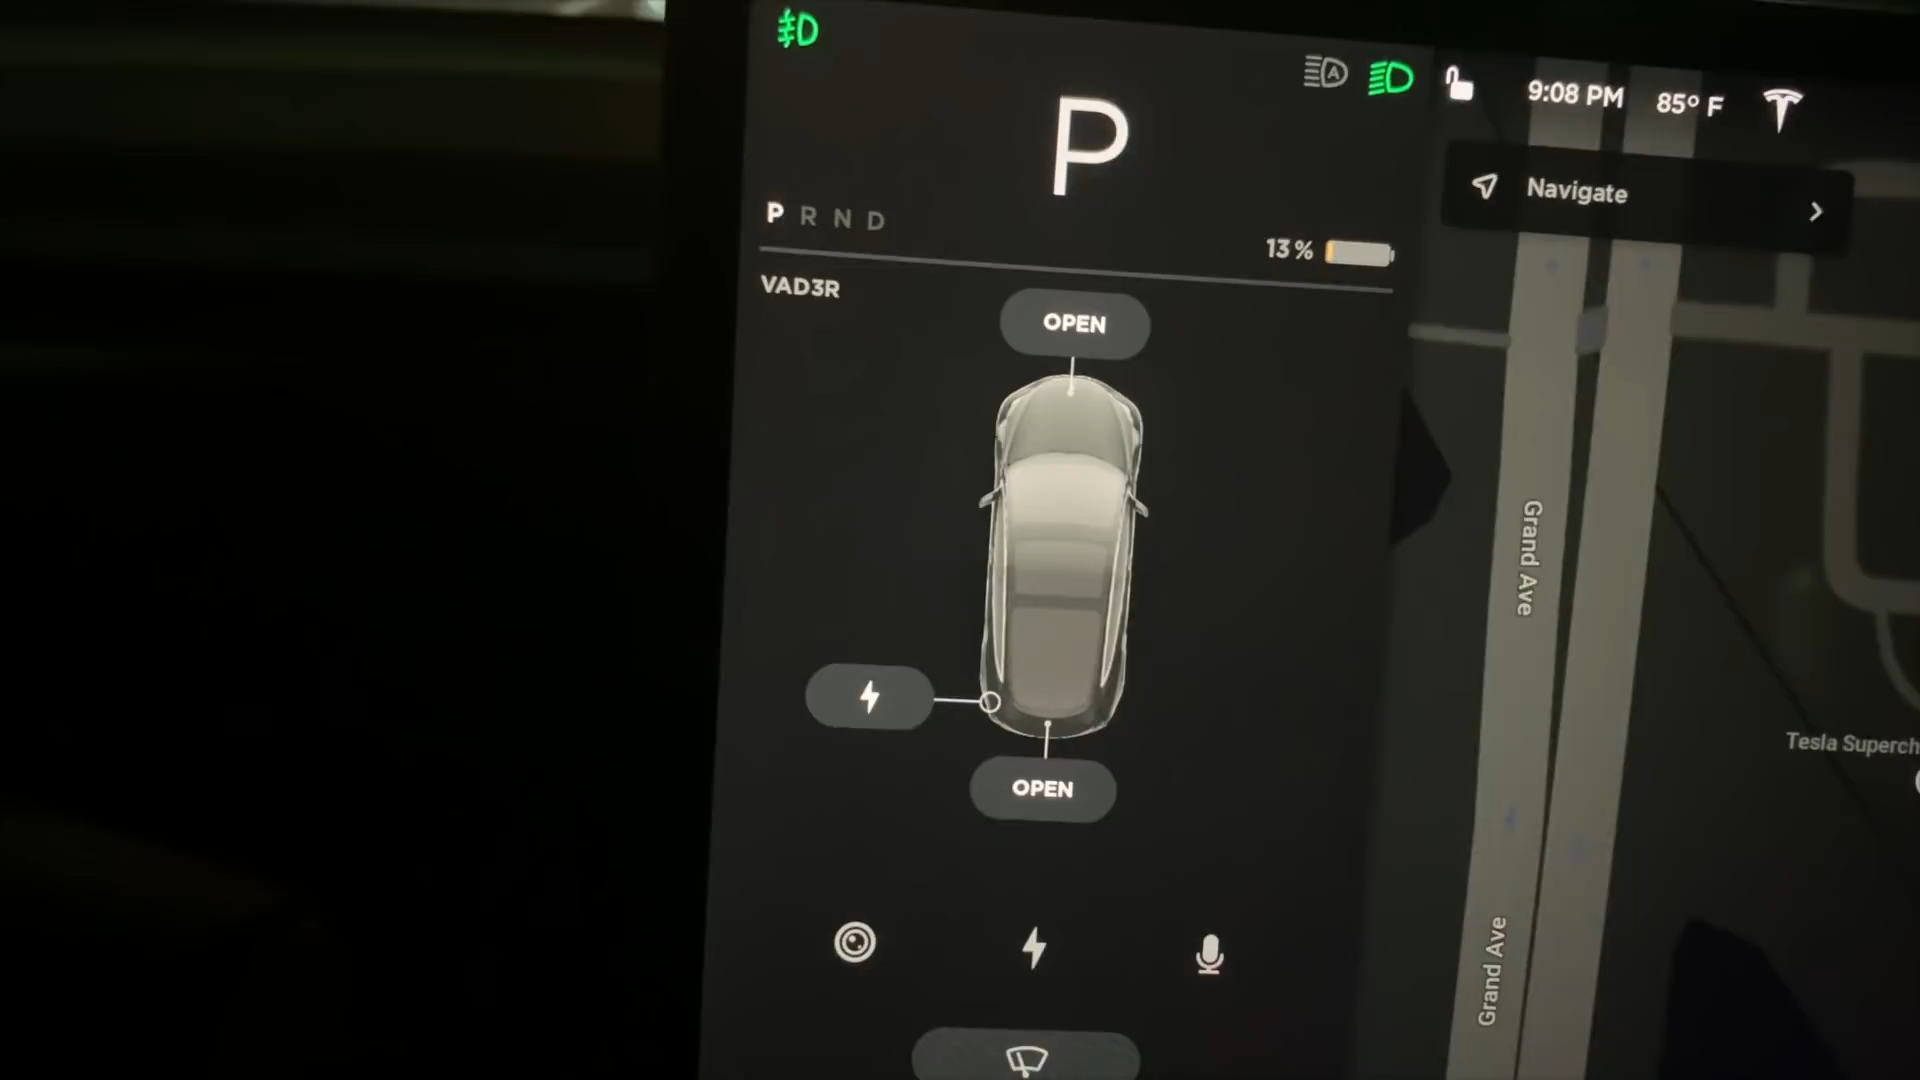 P
9:08 PM
85° F
Navigate
P R N D
13 %
VAD3R
OPEN
Grand Ave
Tesla Superch
OPEN
Grand Ave